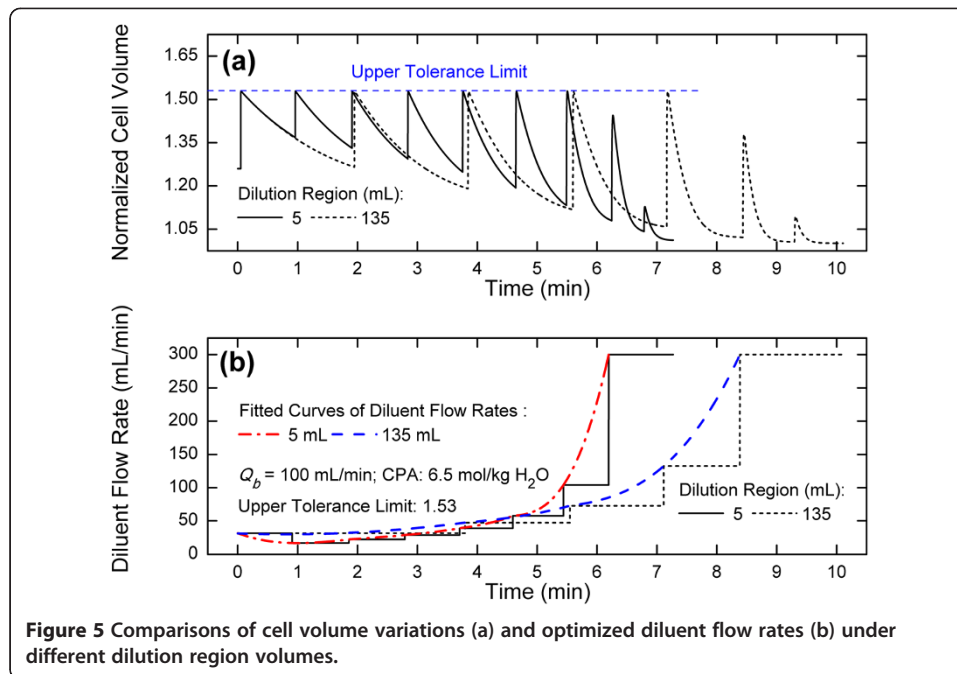 (a)
Upper Tolerance Limit
Normalized Cell Volume
1.65
1.50
1.35
1.20
1.05
Dilution Region (mL):
5 135
0 1 2 3 4 5 6 7 8 9 10
Time (min)
(b)
Diluent Flow Rate (mL/min)
300
250
200
150
100
50
0
Fitted Curves of Diluent Flow Rates :
5 mL 135 mL
Q_b = 100 mL/min; CPA: 6.5 mol/kg H₂O
Upper Tolerance Limit: 1.53
Dilution Region (mL):
5 135
0 1 2 3 4 5 6 7 8 9 10
Time (min)
Figure 5 Comparisons of cell volume variations (a) and optimized diluent flow rates (b) under
different dilution region volumes.